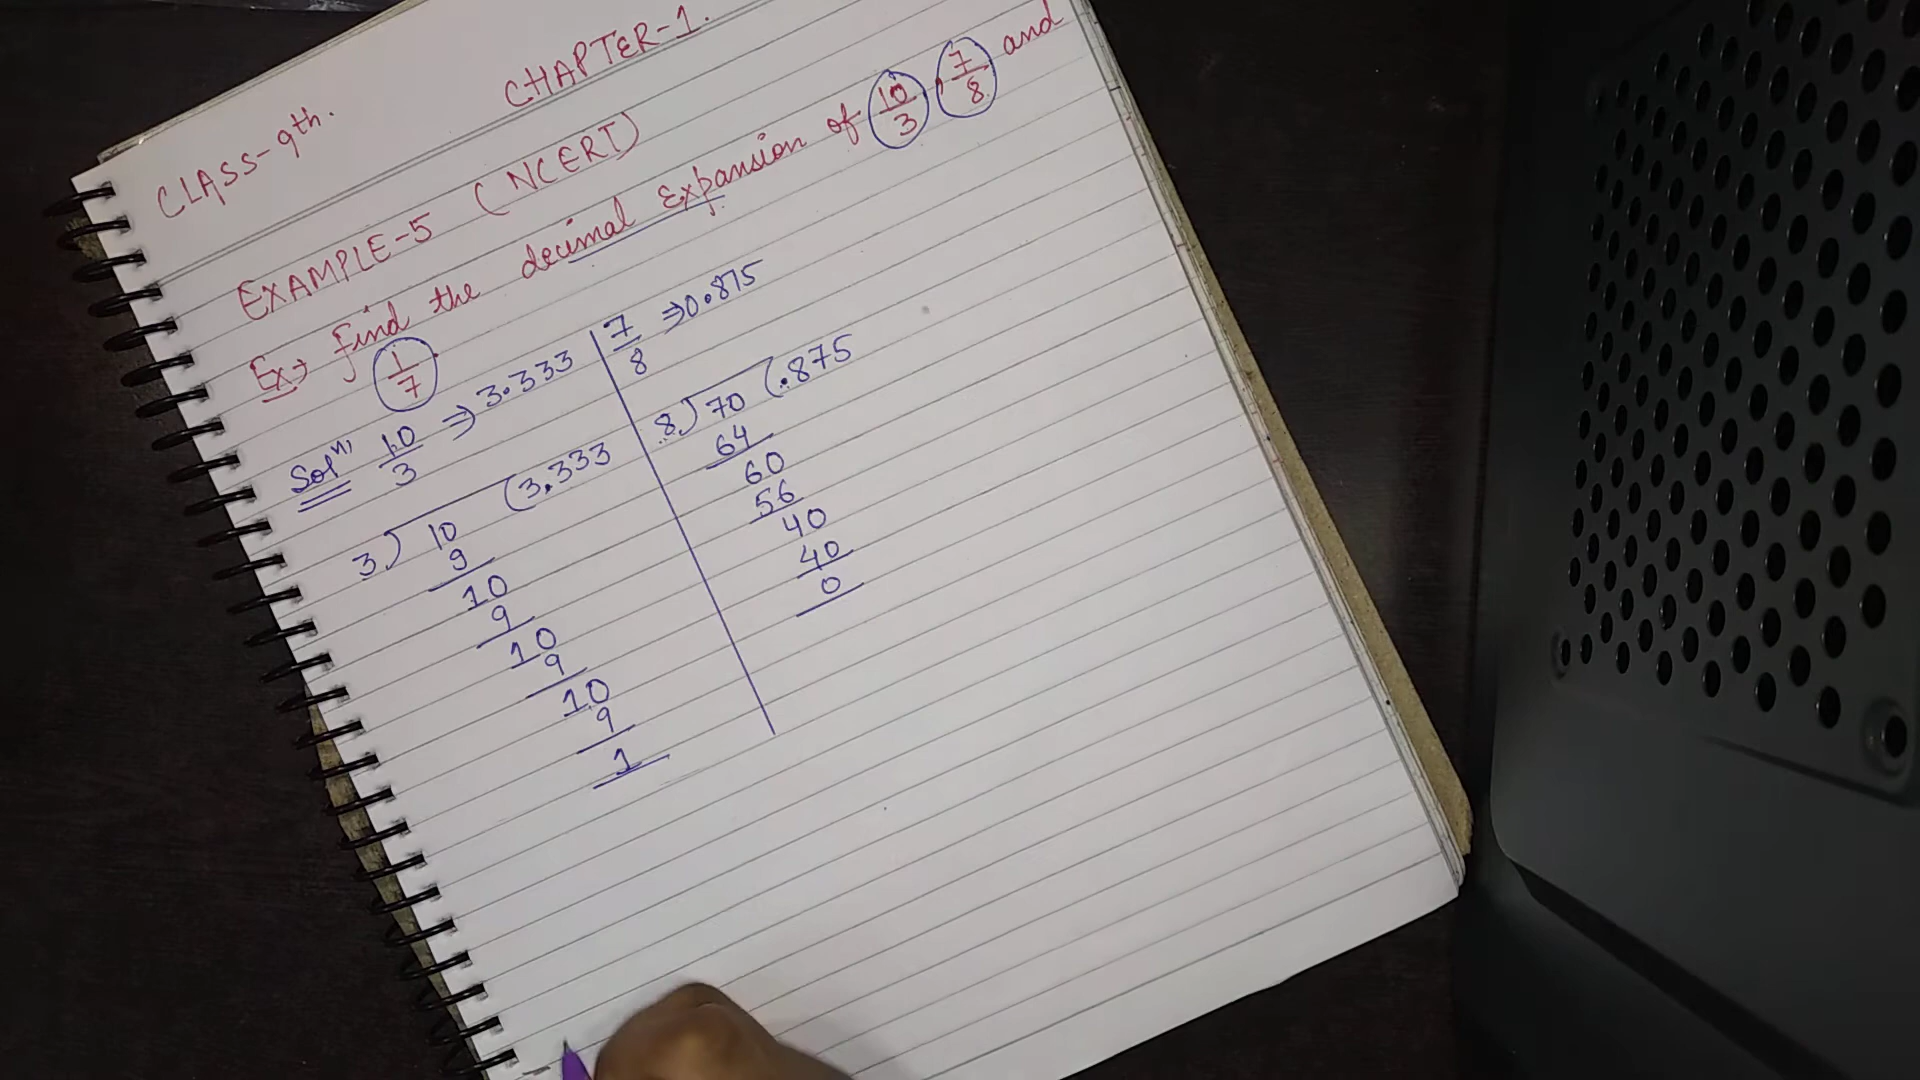 CLASS-9th.
CHAPTER-1.
EXAMPLE-5 (NCERT)
Ex→ Find the decimal Expansion of 10/3, 7/8 and
1/7.
Solⁿ) 10/3 ⇒ 3.333
3) 10 (3.333
9
10
9
10
9
10
9
1
7/8 ⇒ 0.875
8) 70 (.875
64
60
56
40
40
0